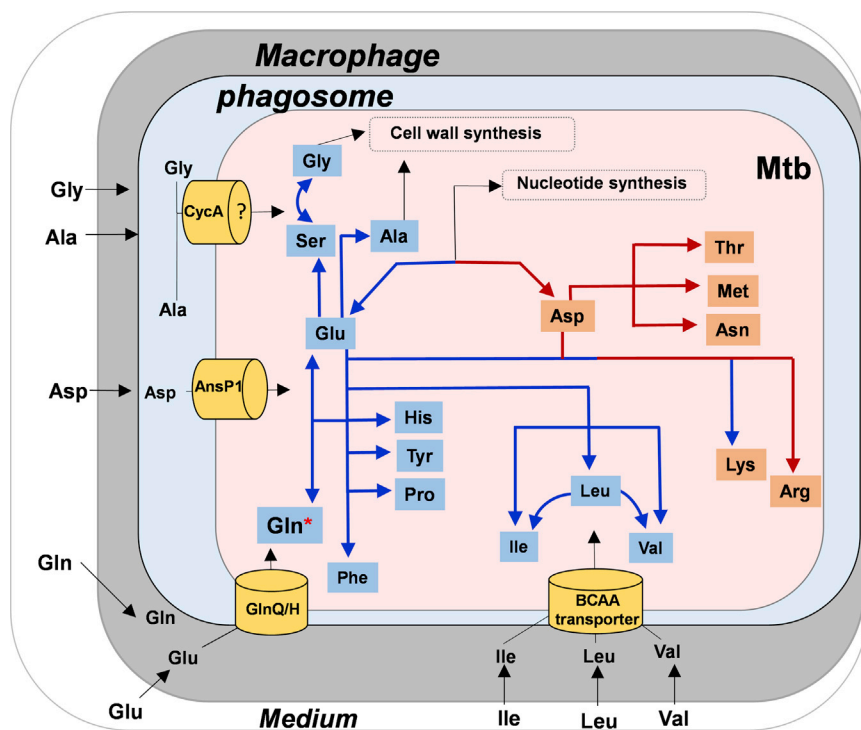 Macrophage
phagosome
Mtb
Cell wall synthesis
Nucleotide synthesis
Gly
Gly
Gly
CycA ?
Ala
Ala
Ser
Ala
Thr
Met
Asn
Asp
Glu
Asp
Asp
AnsP1
His
Tyr
Pro
Lys
Arg
Leu
Gln*
Ile
Val
Phe
Gln
Gln
GlnQ/H
BCAA
transporter
Glu
Ile
Leu
Val
Glu
Medium
Ile
Leu
Val